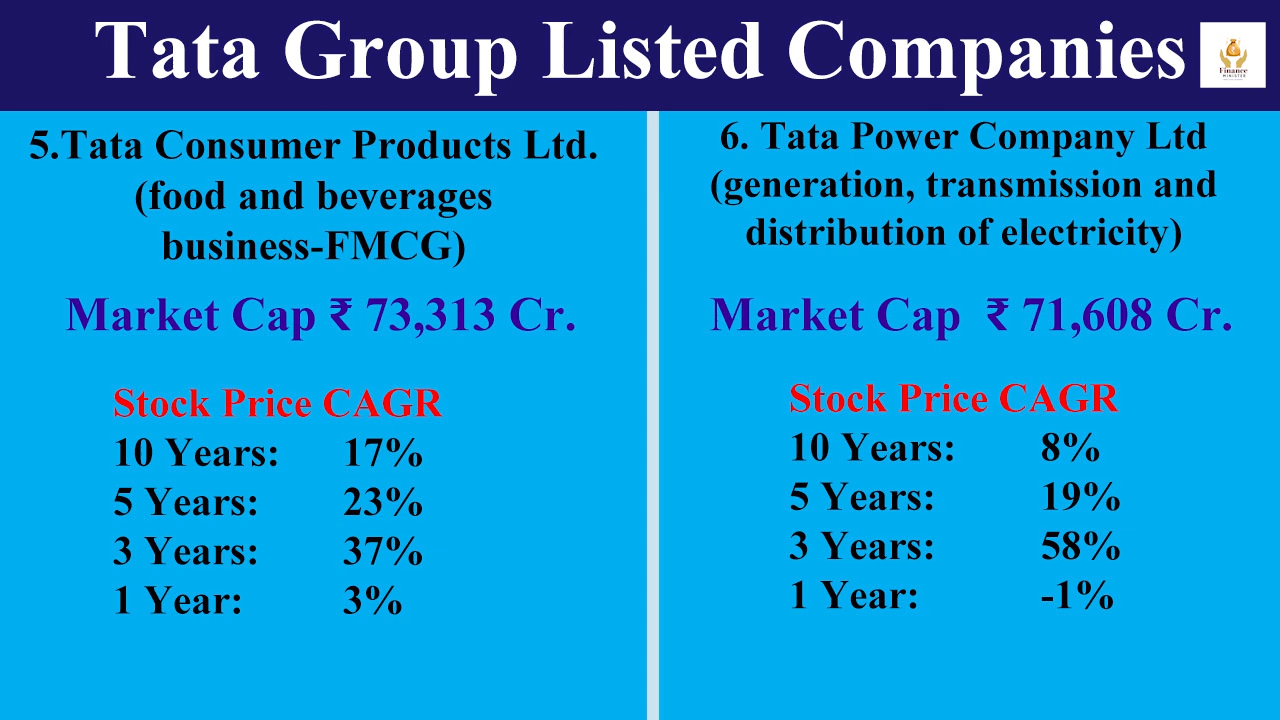 Tata Group Listed Companies
Finance
MINISTER
5.Tata Consumer Products Ltd.
(food and beverages
business-FMCG)
Market Cap ₹ 73,313 Cr.
Stock Price CAGR
10 Years: 17%
5 Years: 23%
3 Years: 37%
1 Year: 3%
6. Tata Power Company Ltd
(generation, transmission and
distribution of electricity)
Market Cap ₹ 71,608 Cr.
Stock Price CAGR
10 Years: 8%
5 Years: 19%
3 Years: 58%
1 Year: -1%